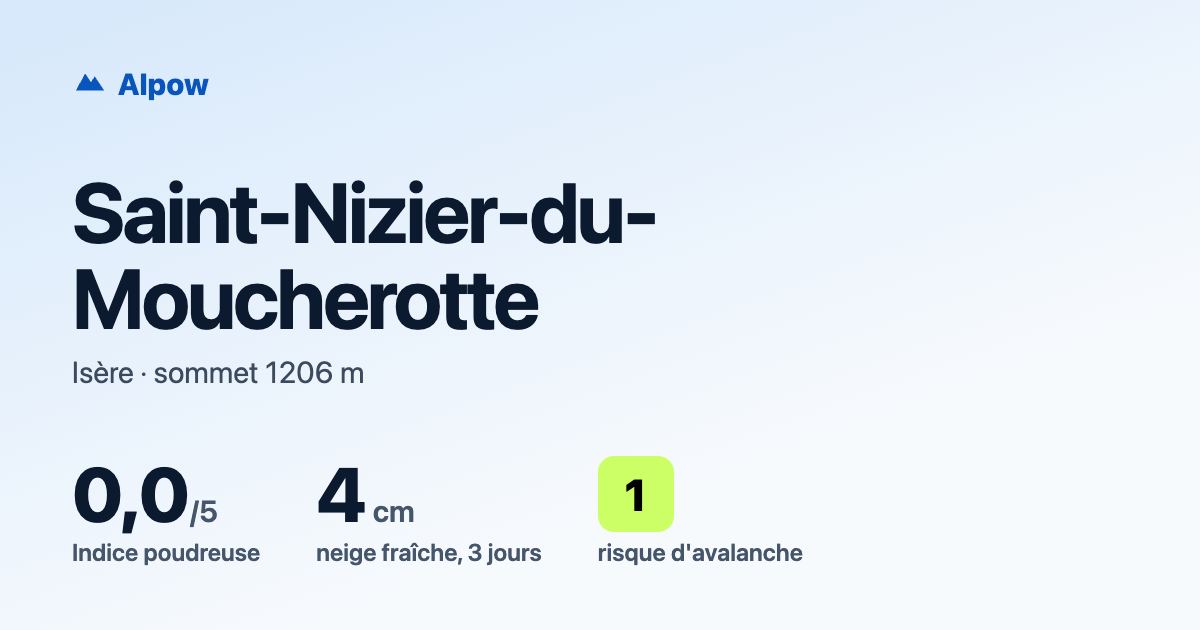 Alpow
Saint-Nizier-du-
Moucherotte
Isère · sommet 1206 m
0,0/5
4 cm
1
Indice poudreuse
neige fraîche, 3 jours
risque d'avalanche